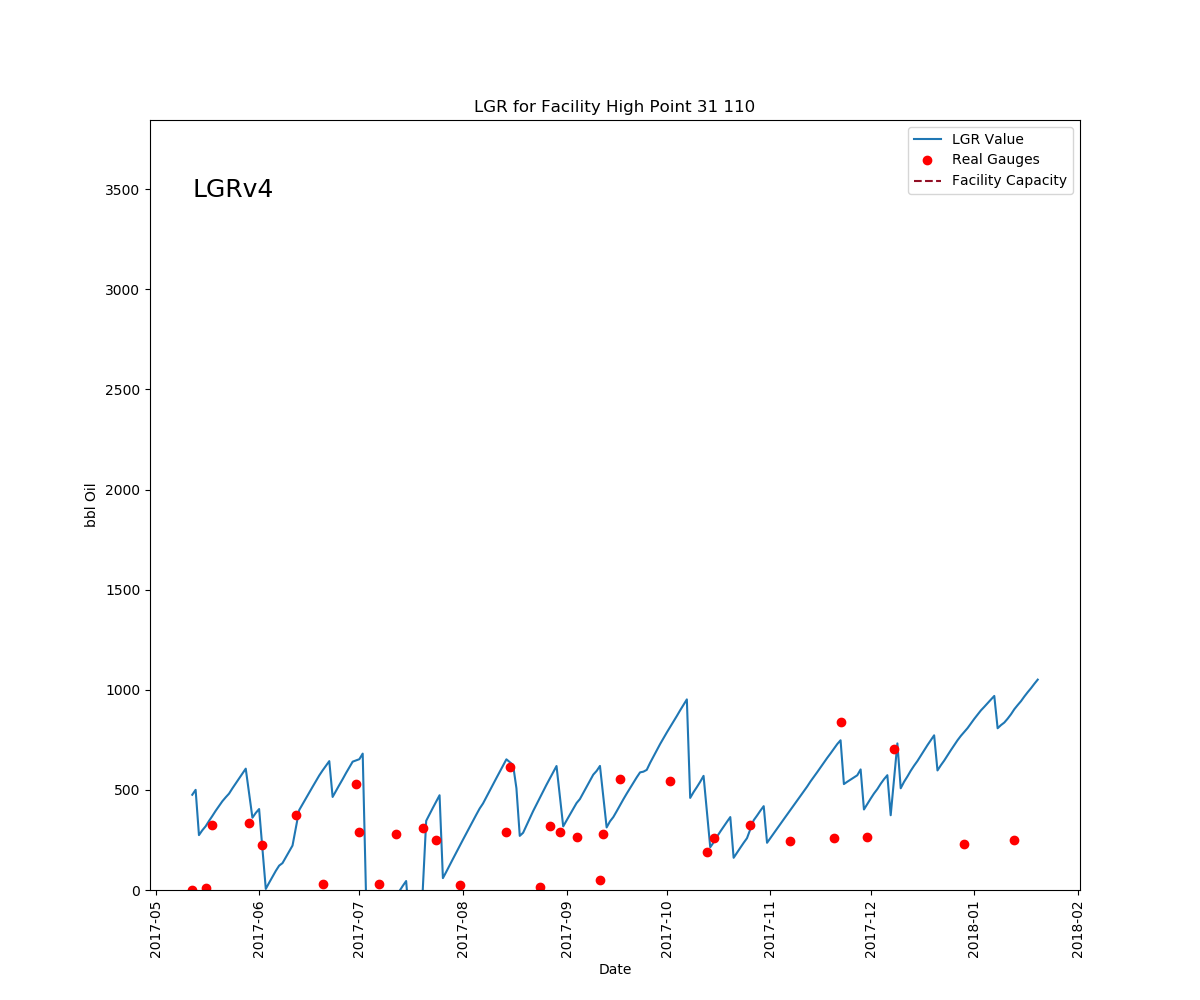 LGR for Facility High Point 31 110
LGR Value
Real Gauges
Facility Capacity
LGRv4
3500
3000
2500
2000
1500
1000
500
0
bbl Oil
2017-05
2017-06
2017-07
2017-08
2017-09
2017-10
2017-11
2017-12
2018-01
2018-02
Date